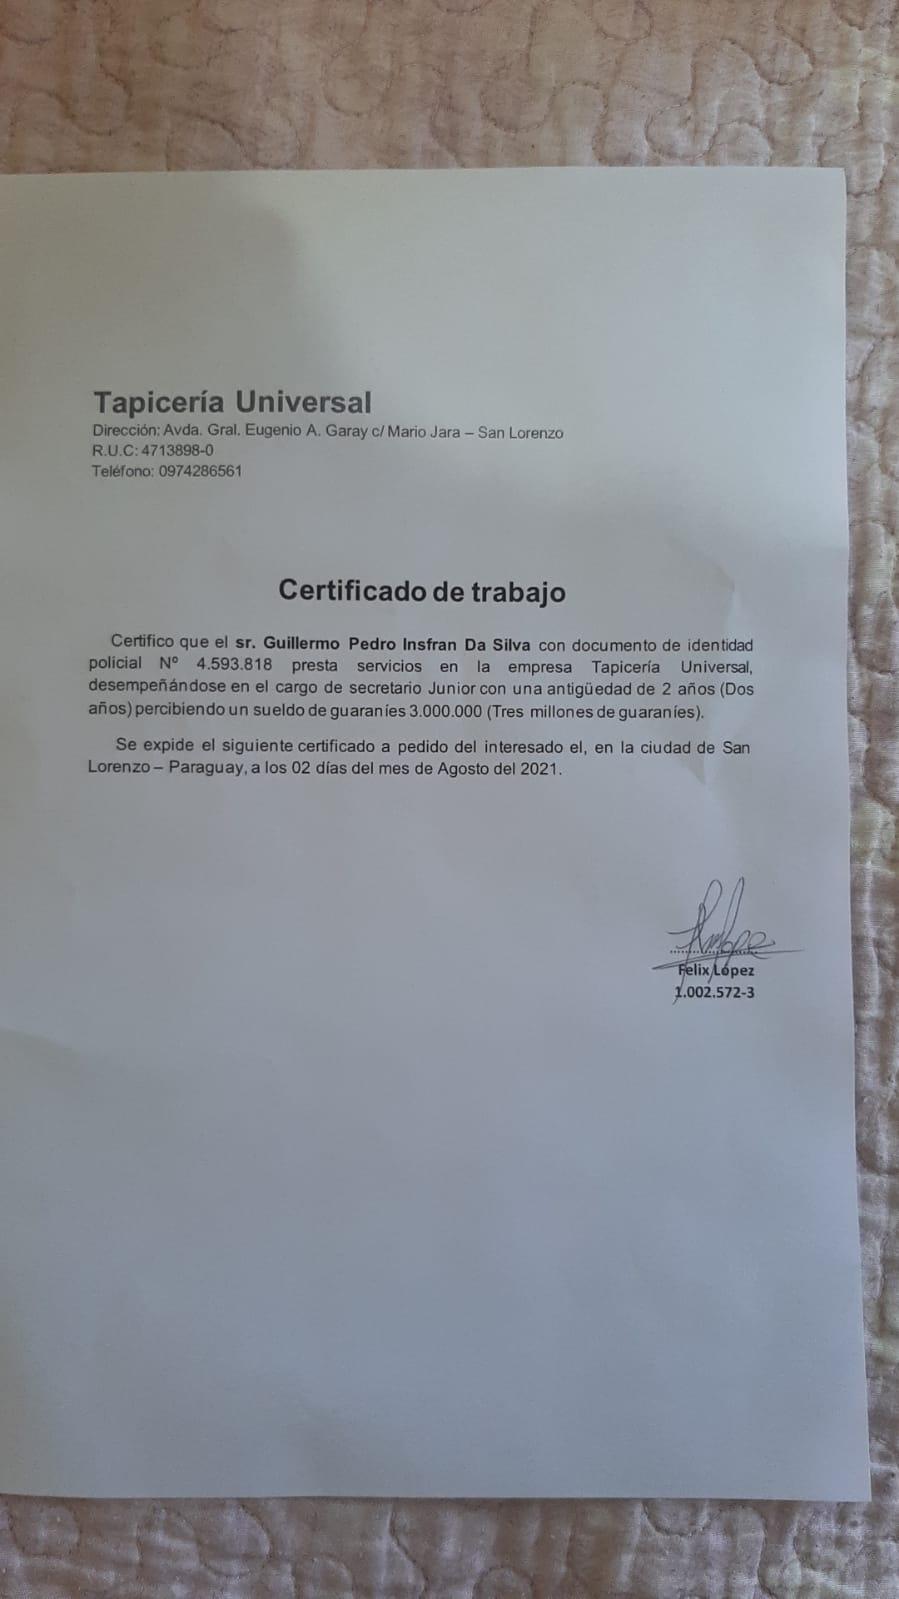 Tapicería Universal
Dirección: Avda. Gral. Eugenio A. Garay c/ Mario Jara – San Lorenzo
R.U.C: 4713898-0
Teléfono: 0974286561
Certificado de trabajo
Certifico que el sr. Guillermo Pedro Insfran Da Silva con documento de identidad
policial Nº 4.593.818 presta servicios en la empresa Tapicería Universal,
desempeñándose en el cargo de secretario Junior con una antigüedad de 2 años (Dos
años) percibiendo un sueldo de guaraníes 3.000.000 (Tres millones de guaraníes).
Se expide el siguiente certificado a pedido del interesado el, en la ciudad de San
Lorenzo – Paraguay, a los 02 días del mes de Agosto del 2021.
Felix López
1.002.572-3